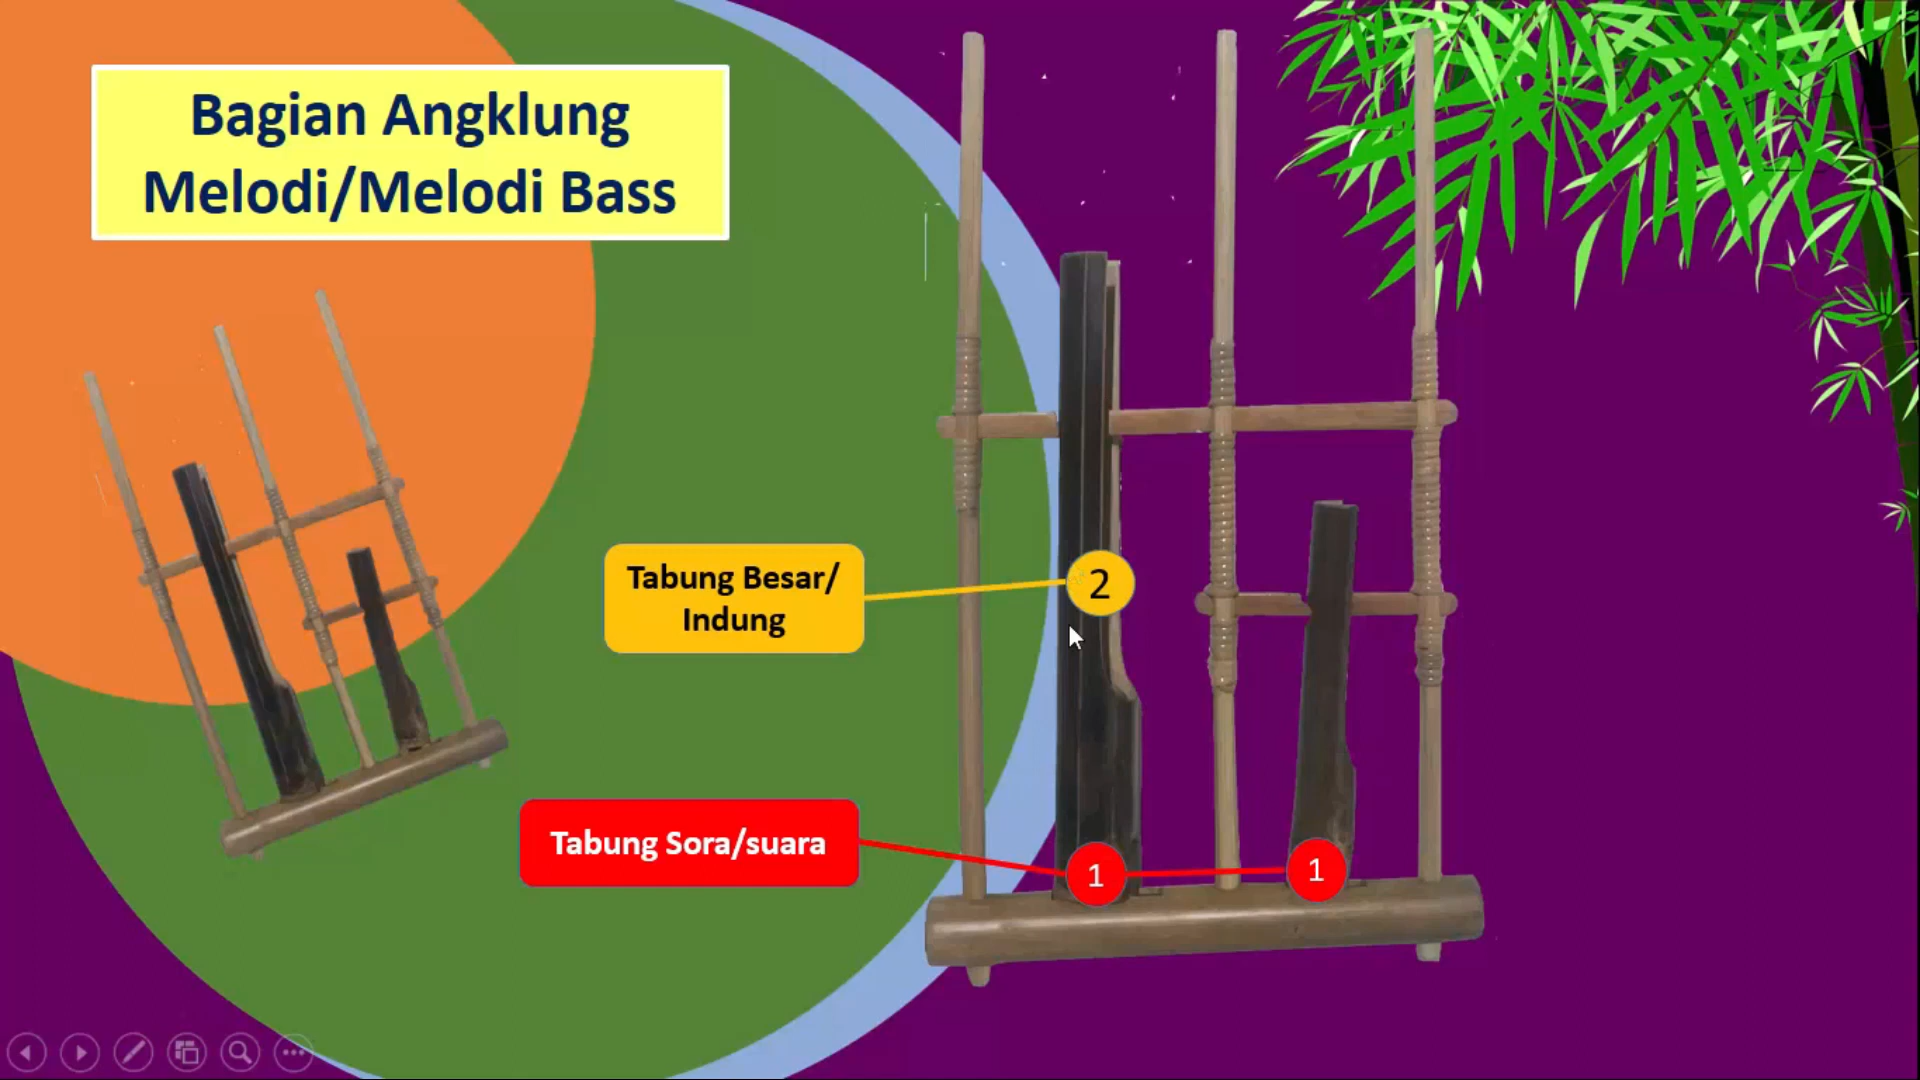 Bagian Angklung
Melodi/Melodi Bass
Tabung Besar/
Indung
2
Tabung Sora/suara
1
1